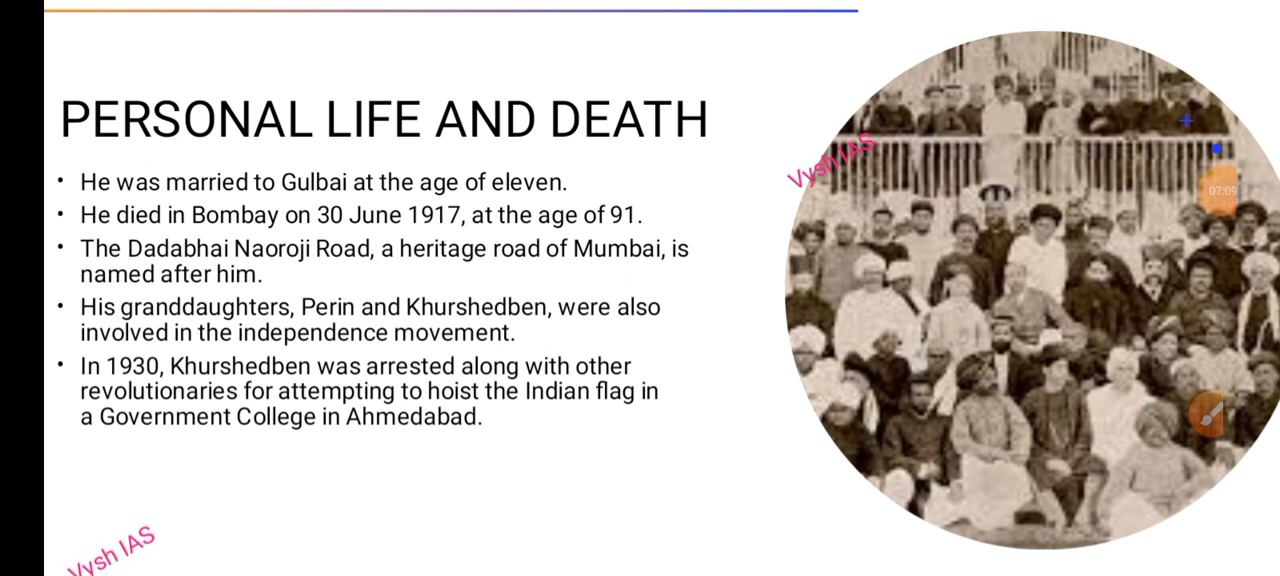 PERSONAL LIFE AND DEATH
• He was married to Gulbai at the age of eleven.
• He died in Bombay on 30 June 1917, at the age of 91.
• The Dadabhai Naoroji Road, a heritage road of Mumbai, is
named after him.
• His granddaughters, Perin and Khurshedben, were also
involved in the independence movement.
• In 1930, Khurshedben was arrested along with other
revolutionaries for attempting to hoist the Indian flag in
a Government College in Ahmedabad.
Vysh IAS
07:09
Vysh IAS